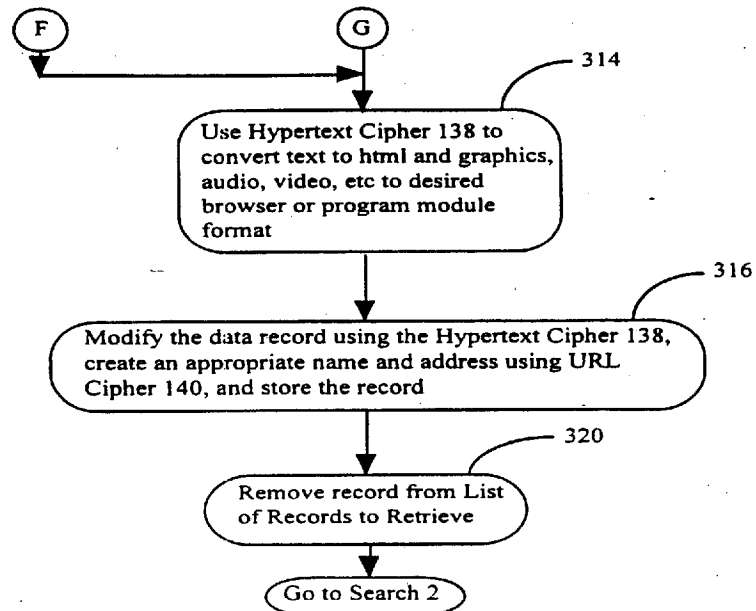 F
G
314
Use Hypertext Cipher 138 to
convert text to html and graphics,
audio, video, etc to desired
browser or program module
format
316
Modify the data record using the Hypertext Cipher 138,
create an appropriate name and address using URL
Cipher 140, and store the record
320
Remove record from List
of Records to Retrieve
Go to Search 2